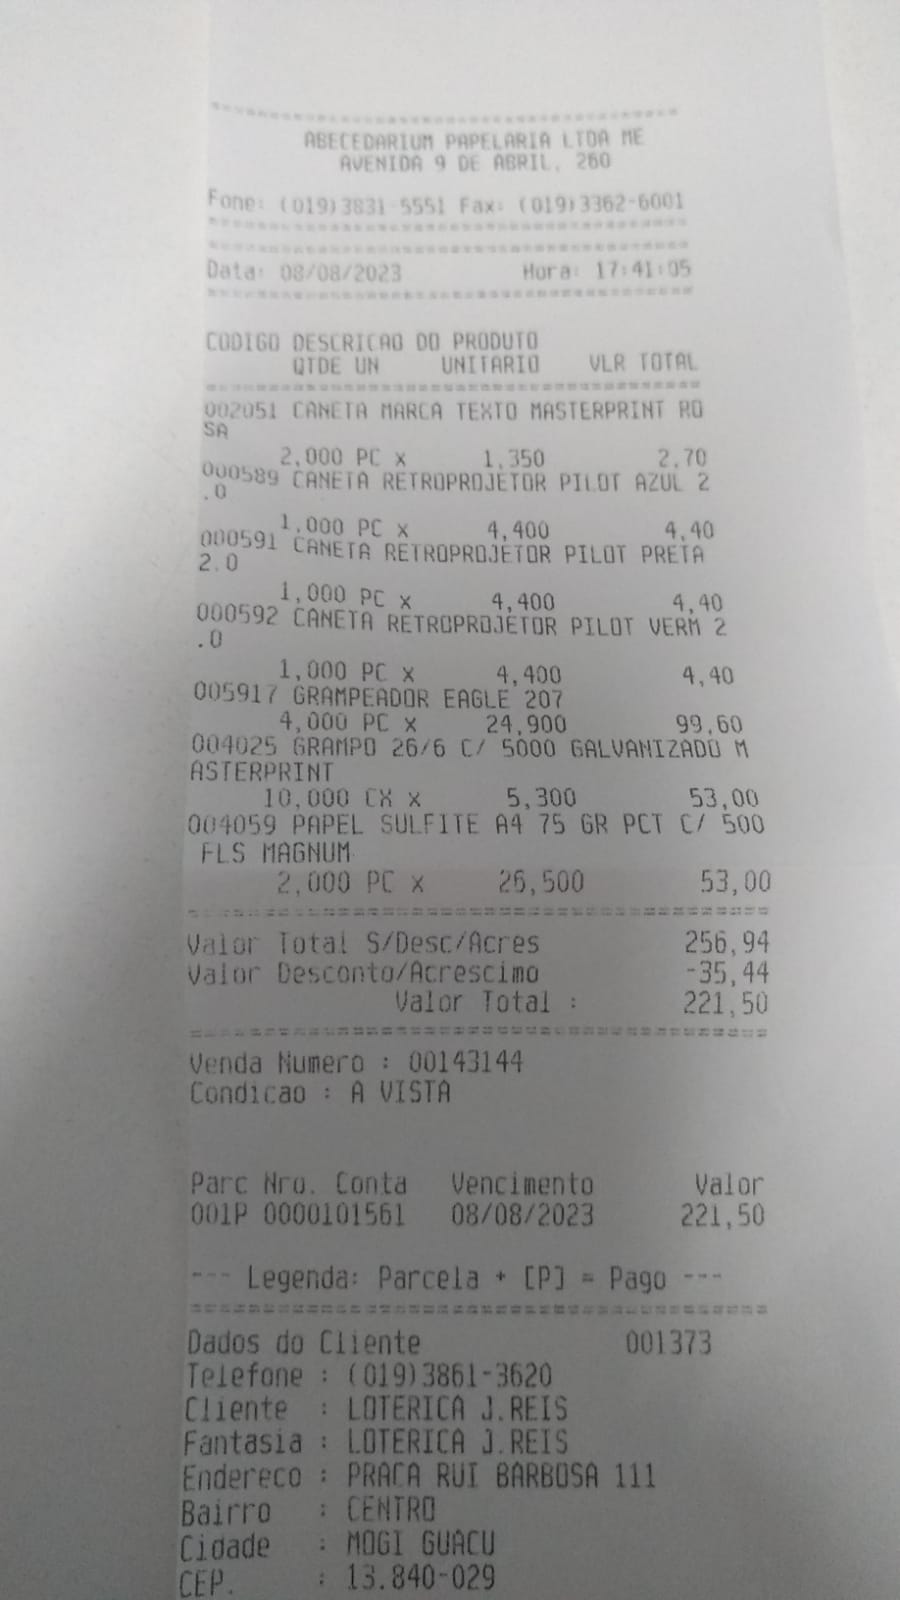 ABECEDARIUM PAPELARIA LTDA ME
AVENIDA 9 DE ABRIL, 260
Fone: (019)3831-5551 Fax: (019)3362-6001
Data: 08/08/2023 Hora: 17:41:05
CODIGO DESCRICAO DO PRODUTO
QTDE UN UNITARIO VLR TOTAL
002051 CANETA MARCA TEXTO MASTERPRINT RO
SA
2,000 PC x 1,350 2,70
000589 CANETA RETROPROJETOR PILOT AZUL 2
.0
1,000 PC x 4,400 4,40
000591 CANETA RETROPROJETOR PILOT PRETA
2.0
1,000 PC x 4,400 4,40
000592 CANETA RETROPROJETOR PILOT VERM 2
.0
1,000 PC x 4,400 4,40
005917 GRAMPEADOR EAGLE 207
4,000 PC x 24,900 99,60
004025 GRAMPO 26/6 C/ 5000 GALVANIZADO M
ASTERPRINT
10,000 CX x 5,300 53,00
004059 PAPEL SULFITE A4 75 GR PCT C/ 500
FLS MAGNUM
2,000 PC x 26,500 53,00
Valor Total S/Desc/Acres 256,94
Valor Desconto/Acrescimo -35,44
Valor Total : 221,50
Venda Numero : 00143144
Condicao : A VISTA
Parc Nro. Conta Vencimento Valor
001P 0000101561 08/08/2023 221,50
--- Legenda: Parcela + [P] = Pago ---
Dados do Cliente 001373
Telefone : (019)3861-3620
Cliente : LOTERICA J.REIS
Fantasia : LOTERICA J.REIS
Endereco : PRACA RUI BARBOSA 111
Bairro : CENTRO
Cidade : MOGI GUACU
CEP. : 13.840-029